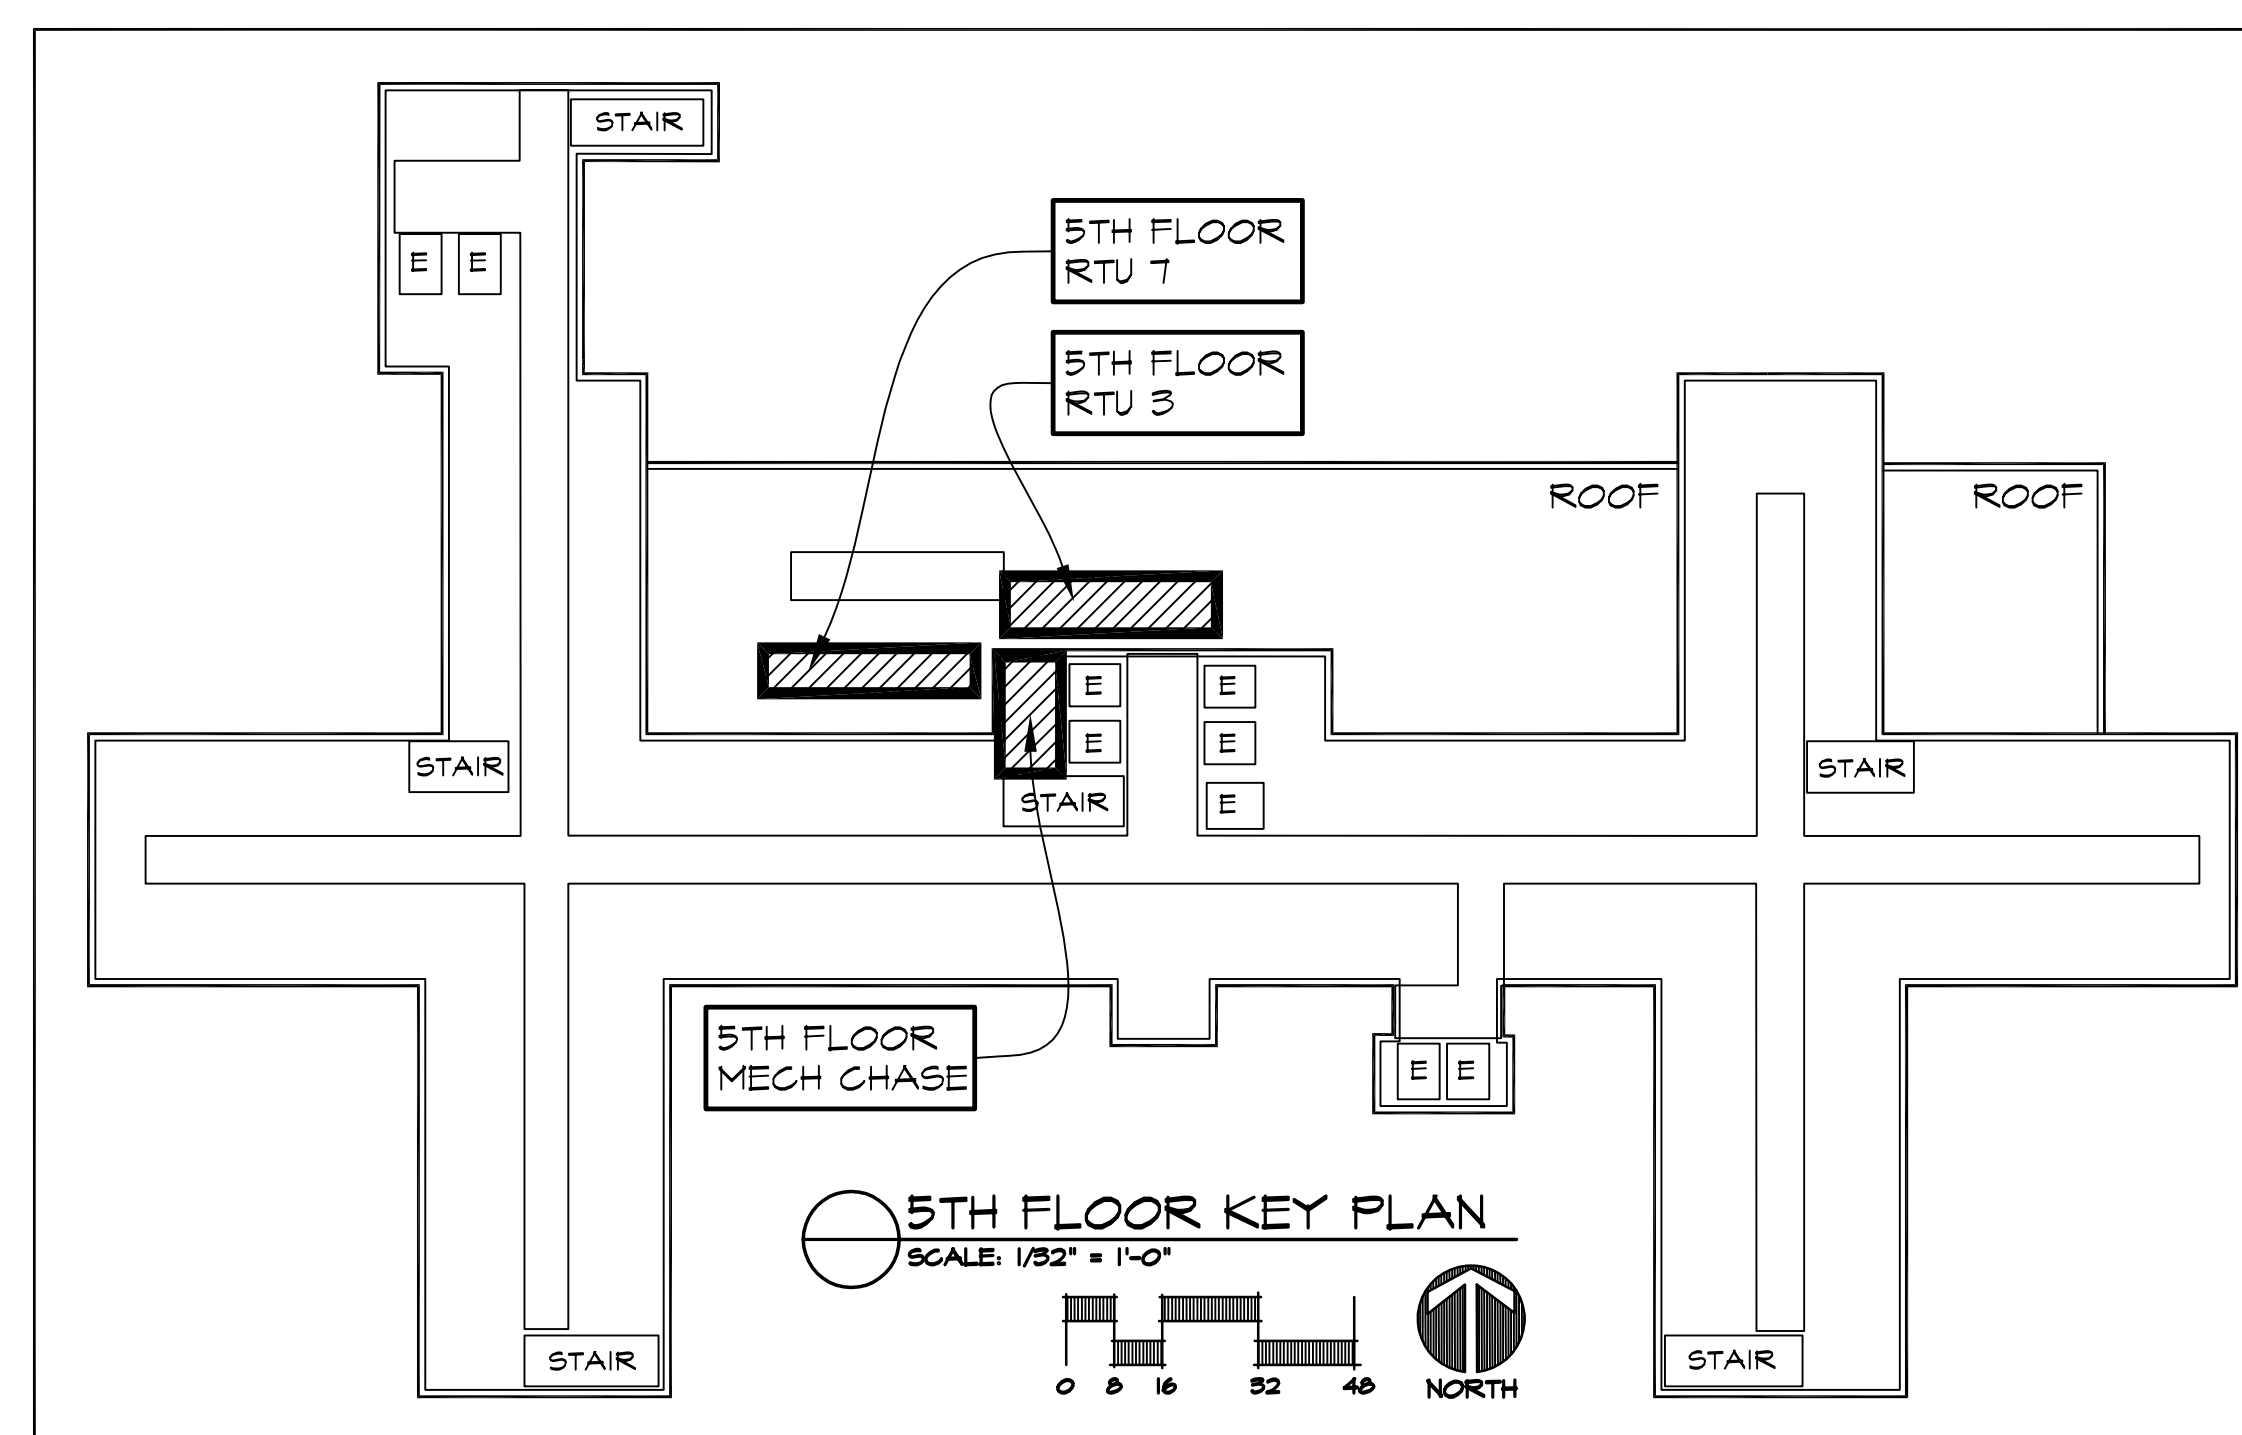 STAIR
5TH FLOOR
RTU 7
E E
5TH FLOOR
RTU 3
ROOF
ROOF
E
E
E
E
STAIR
STAIR
STAIR
E
5TH FLOOR
MECH CHASE
E E
5TH FLOOR KEY PLAN
SCALE: 1/32" = 1'-0"
STAIR
STAIR
0 8 16 32 48
NORTH